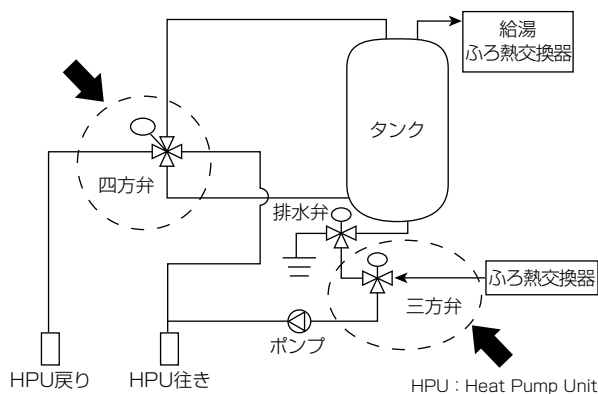 給湯
ふろ熱交換器
タンク
四方弁
排水弁
ふろ熱交換器
三方弁
ポンプ
HPU戻り
HPU往き
HPU：Heat Pump Unit